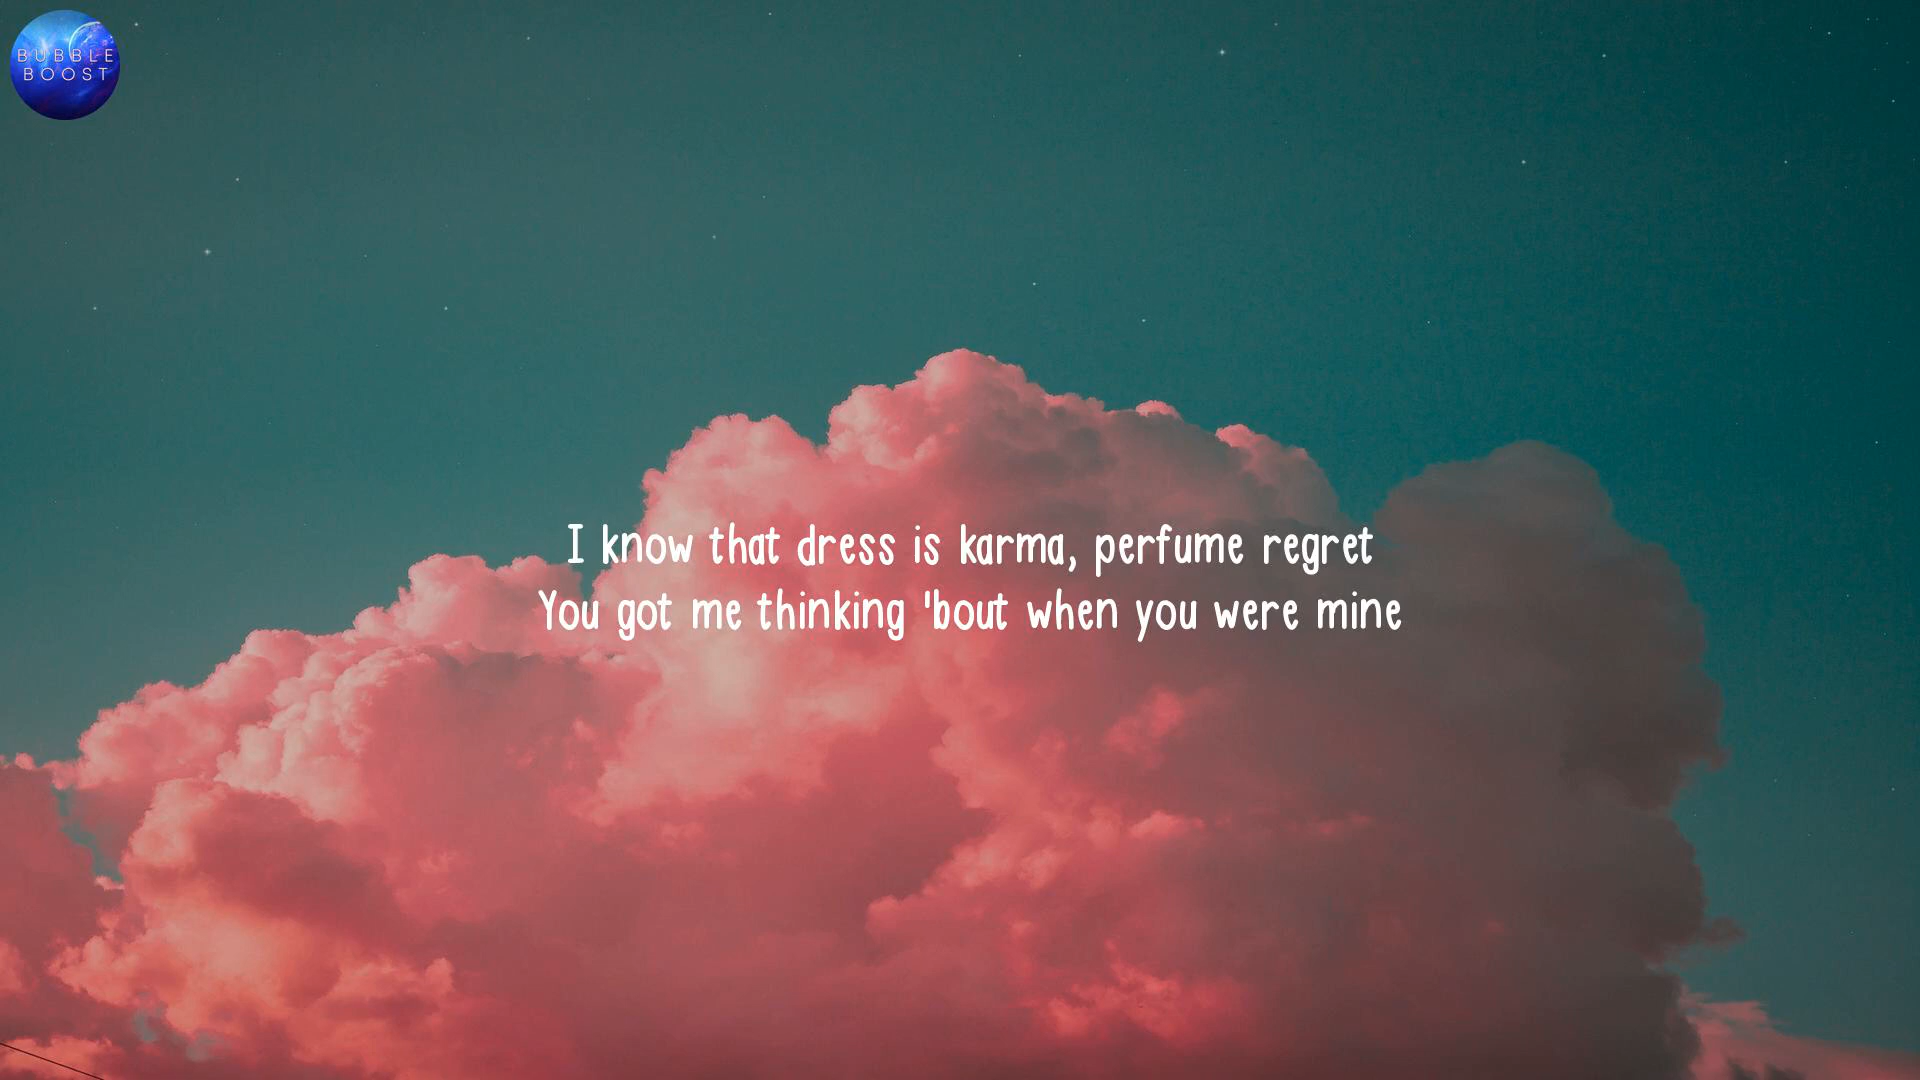 BUBBLE
BOOST
I know that dress is karma, perfume regret
You got me thinking 'bout when you were mine